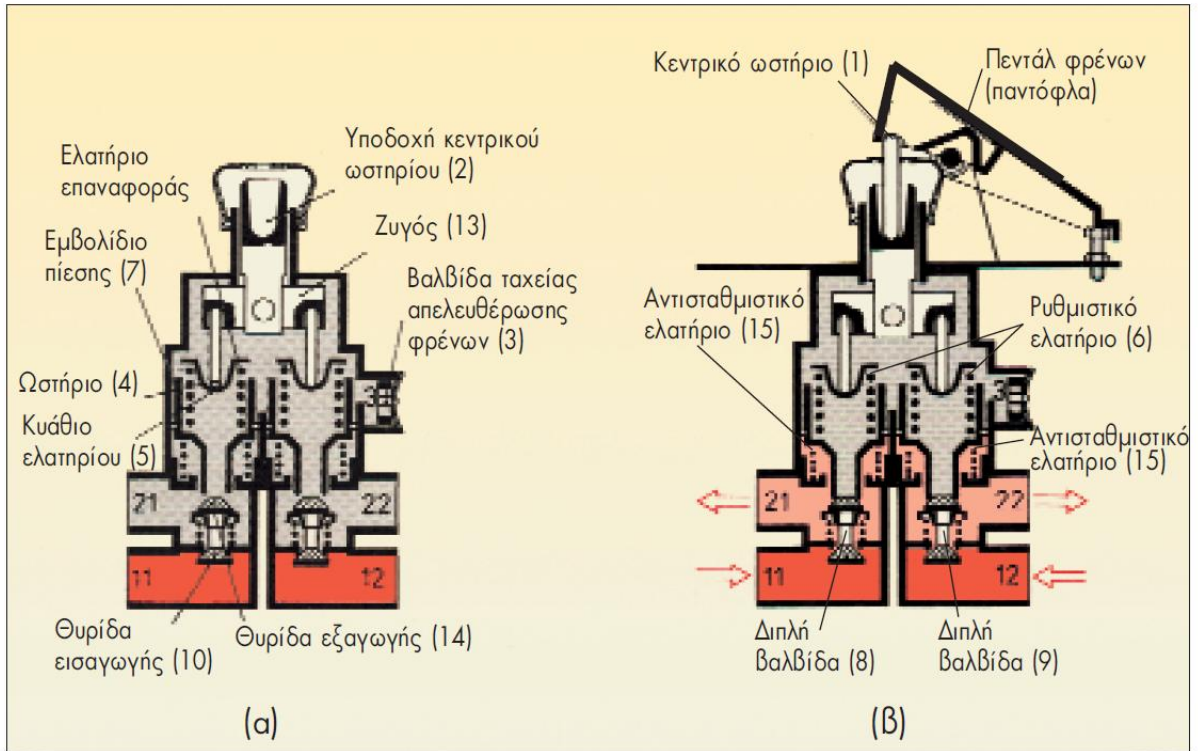 Κεντρικό ωστήριο (1)
Πεντάλ φρένων
(παντόφλα)
Ελατήριο
επαναφοράς
Υποδοχή κεντρικού
ωστηρίου (2)
Εμβολίδιο
πίεσης (7)
Ζυγός (13)
Βαλβίδα ταχείας
απελευθέρωσης
φρένων (3)
Ωστήριο (4)
Κυάθιο
ελατηρίου (5)
3
21
22
11
12
Θυρίδα
εισαγωγής (10)
Θυρίδα εξαγωγής (14)
(α)
Αντισταθμιστικό
ελατήριο (15)
Ρυθμιστικό
ελατήριο (6)
3
Αντισταθμιστικό
ελατήριο (15)
21
22
11
12
Διπλή
βαλβίδα (8)
Διπλή
βαλβίδα (9)
(β)